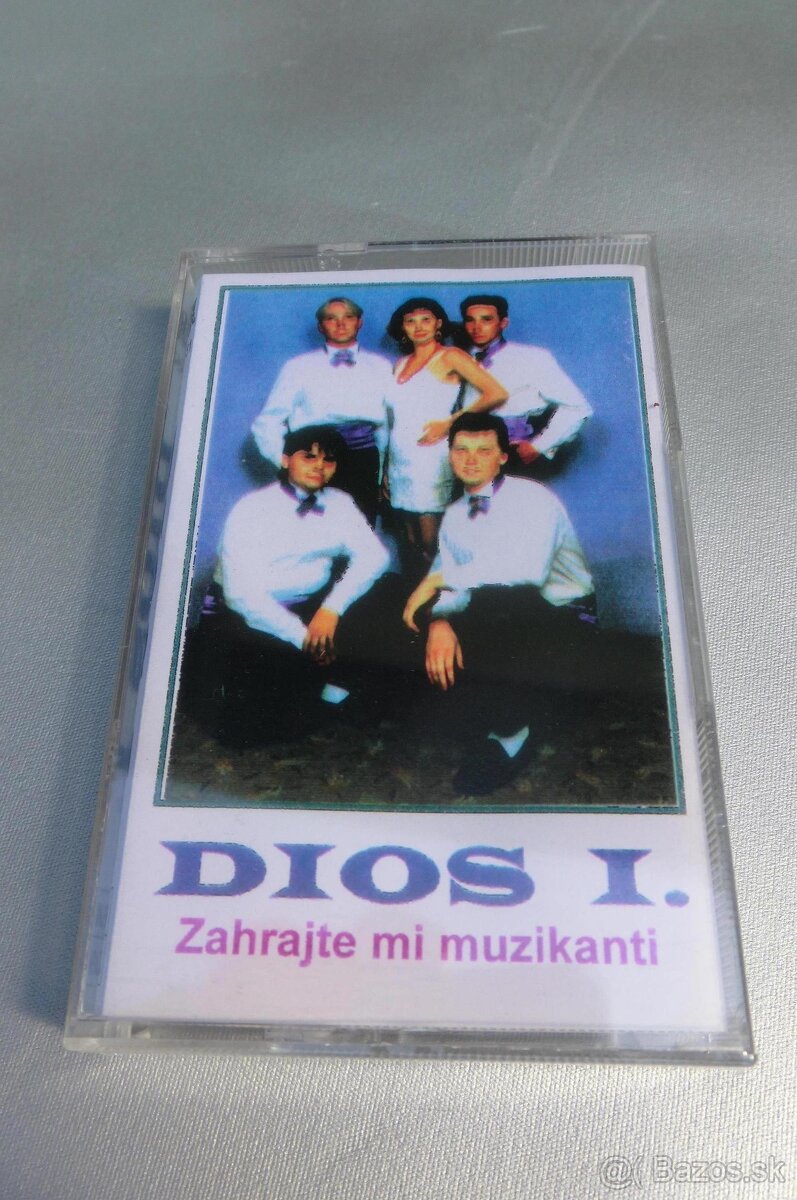 DIOS I.
Zahrajte mi muzikanti
@( Bazos.sk